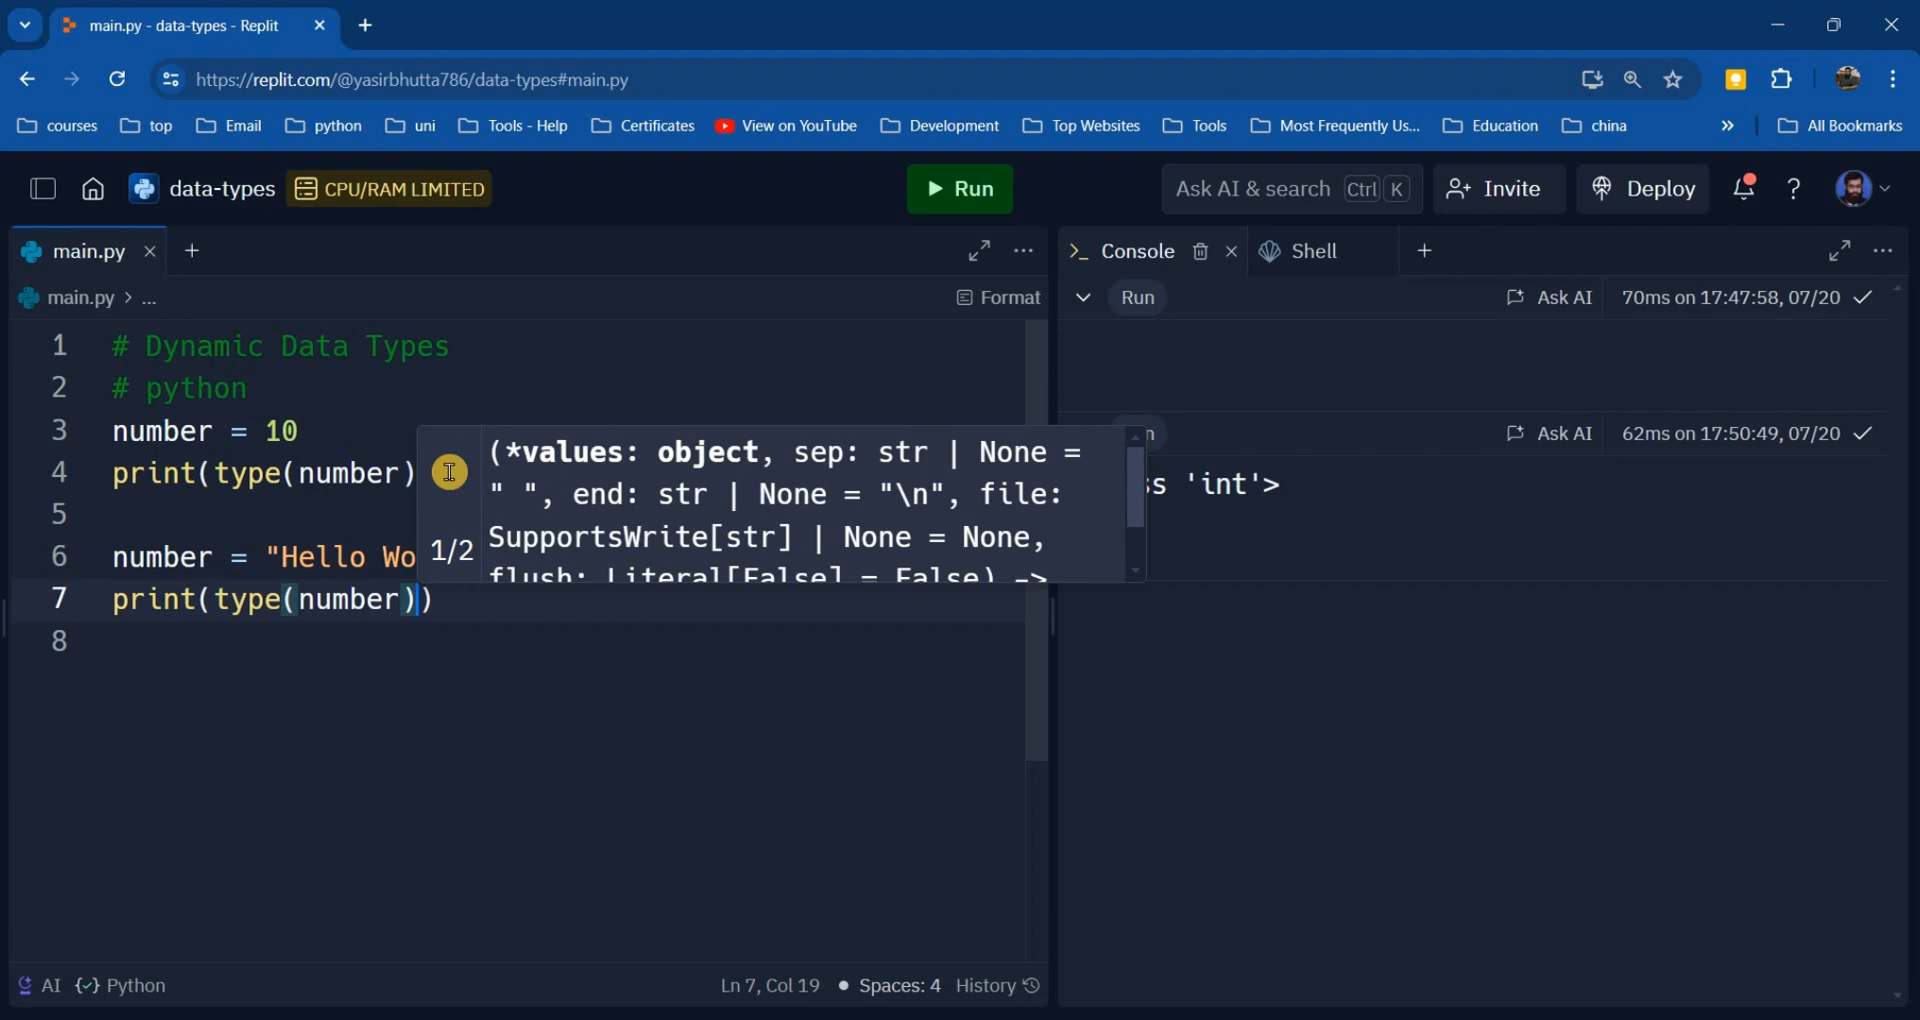 main.py - data-types - Replit
https://replit.com/@yasirbhutta786/data-types#main.py
courses top Email python uni Tools - Help Certificates View on YouTube Development Top Websites Tools Most Frequently Us... Education china » All Bookmarks
data-types CPU/RAM LIMITED Run Ask AI & search Ctrl K Invite Deploy ?
main.py
main.py > ... Format
1 # Dynamic Data Types
2 # python
3 number = 10
4 print(type(number)
5
6 number = "Hello Wo
7 print(type(number))
8
(*values: object, sep: str | None =
" ", end: str | None = "\n", file:
SupportsWrite[str] | None = None,
flush: Literal[False] = False) ->
1/2
AI Python Ln 7, Col 19 Spaces: 4 History
>_ Console Shell
Run Ask AI 70ms on 17:47:58, 07/20
n Ask AI 62ms on 17:50:49, 07/20
ss 'int'>